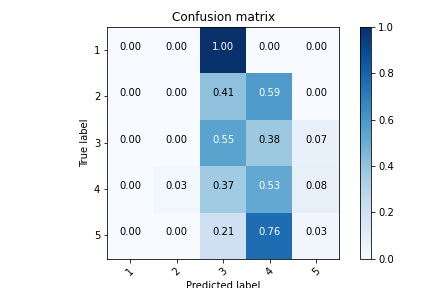 Confusion matrix
1 0.00 0.00 1.00 0.00 0.00
2 0.00 0.00 0.41 0.59 0.00
3 0.00 0.00 0.55 0.38 0.07
4 0.00 0.03 0.37 0.53 0.08
5 0.00 0.00 0.21 0.76 0.03
1 2 3 4 5
True label
Predicted label
1.0
0.8
0.6
0.4
0.2
0.0